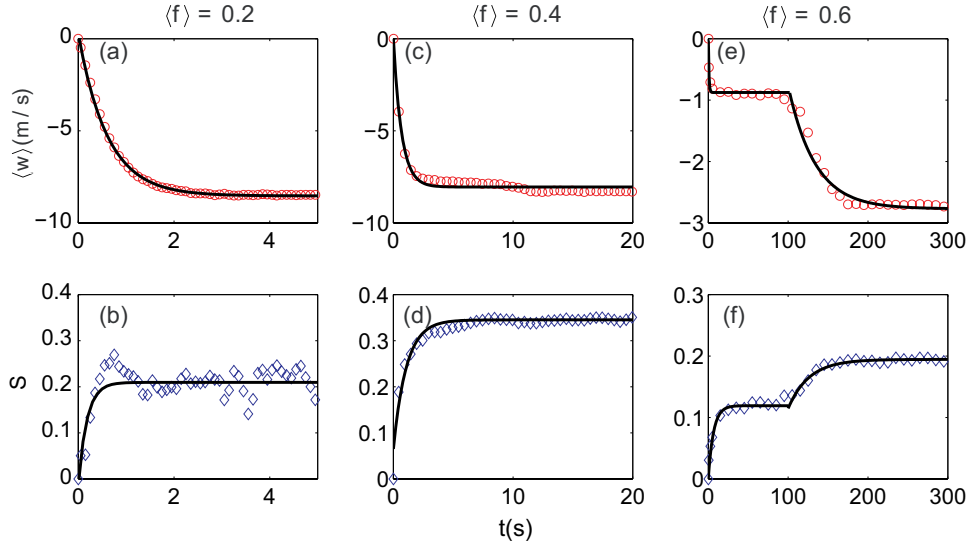 ⟨f⟩ = 0.2 ⟨f⟩ = 0.4 ⟨f⟩ = 0.6
(a) (c) (e)
⟨w⟩(m/s)
0 −5 −10
0 2 4
0 −5 −10
0 10 20
0 −1 −2 −3
0 100 200 300
(b) (d) (f)
S
0.4 0.3 0.2 0.1 0
0 2 4
0.4 0.3 0.2 0.1 0
0 10 20
0.3 0.2 0.1 0
0 100 200 300
t(s)